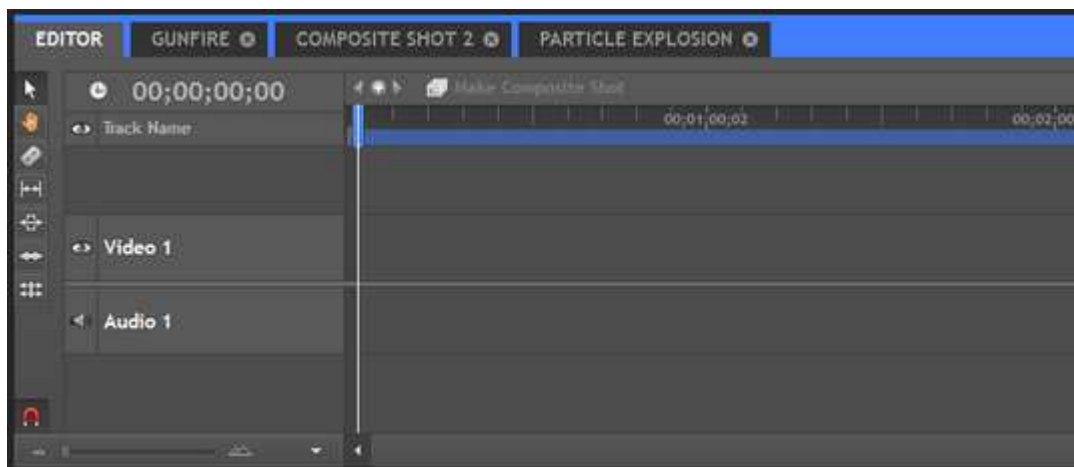 EDITOR GUNFIRE COMPOSITE SHOT 2 PARTICLE EXPLOSION
00;00;00;00 Make Composite Shot
Track Name 00;01;00;02 00;02;00
Video 1
Audio 1